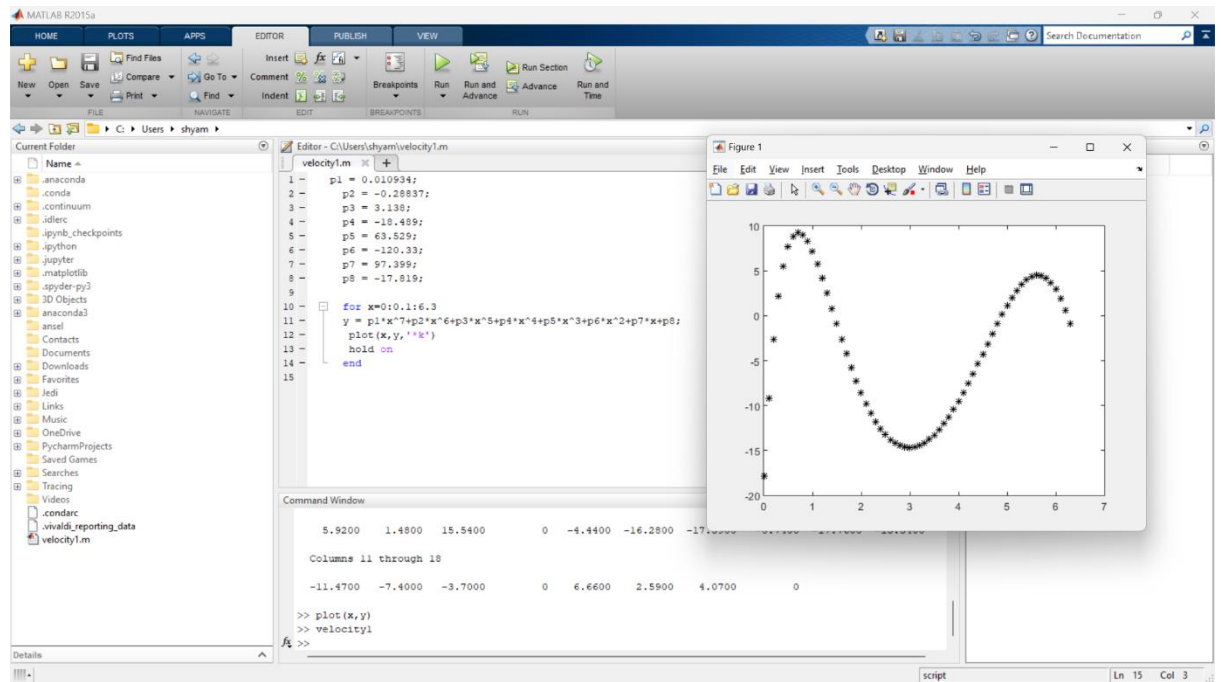 MATLAB R2015a
HOME PLOTS APPS EDITOR PUBLISH VIEW
Search Documentation
New Open Save Find Files Compare Print
Go To Find
Insert fx
Comment
Indent
Breakpoints
Run Run and Advance Run Section Advance Run and Time
FILE NAVIGATE EDIT BREAKPOINTS RUN
C: Users shyam
Current Folder
Name
.anaconda
.conda
.continuum
.idlerc
.ipynb_checkpoints
.ipython
.jupyter
.matplotlib
.spyder-py3
3D Objects
anaconda3
ansel
Contacts
Documents
Downloads
Favorites
Jedi
Links
Music
OneDrive
PycharmProjects
Saved Games
Searches
Tracing
Videos
.condarc
.vivaldi_reporting_data
velocity1.m
Details
Editor - C:\Users\shyam\velocity1.m
velocity1.m
1 - p1 = 0.010934;
2 - p2 = -0.28837;
3 - p3 = 3.138;
4 - p4 = -18.489;
5 - p5 = 63.529;
6 - p6 = -120.33;
7 - p7 = 97.399;
8 - p8 = -17.819;
9
10 - for x=0:0.1:6.3
11 - y = p1*x^7+p2*x^6+p3*x^5+p4*x^4+p5*x^3+p6*x^2+p7*x+p8;
12 - plot(x,y,'*k')
13 - hold on
14 - end
15
Command Window
5.9200 1.4800 15.5400 0 -4.4400 -16.2800
Columns 11 through 18
-11.4700 -7.4000 -3.7000 0 6.6600 2.5900 4.0700 0
>> plot(x,y)
>> velocity1
fx >>
Figure 1
File Edit View Insert Tools Desktop Window Help
10
5
0
-5
-10
-15
-20
0 1 2 3 4 5 6 7
script Ln 15 Col 3